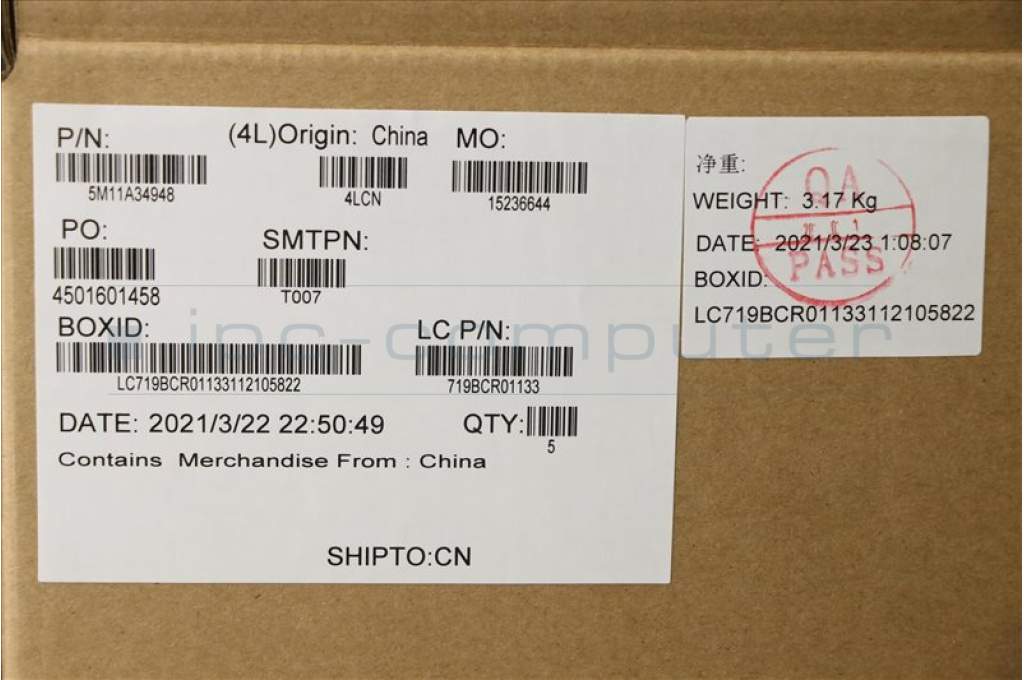 P/N:
(4L)Origin: China
MO:
5M11A34948
4LCN
15236644
PO:
SMTPN:
4501601458
T007
BOXID:
LC P/N:
LC719BCR01133112105822
719BCR01133
DATE: 2021/3/22 22:50:49
QTY:
5
Contains Merchandise From : China
SHIPTO:CN
净重:
WEIGHT: 3.17 Kg
DATE: 2021/3/23 1:08:07
BOXID:
LC719BCR01133112105822
QA
PASS
ipc-computer